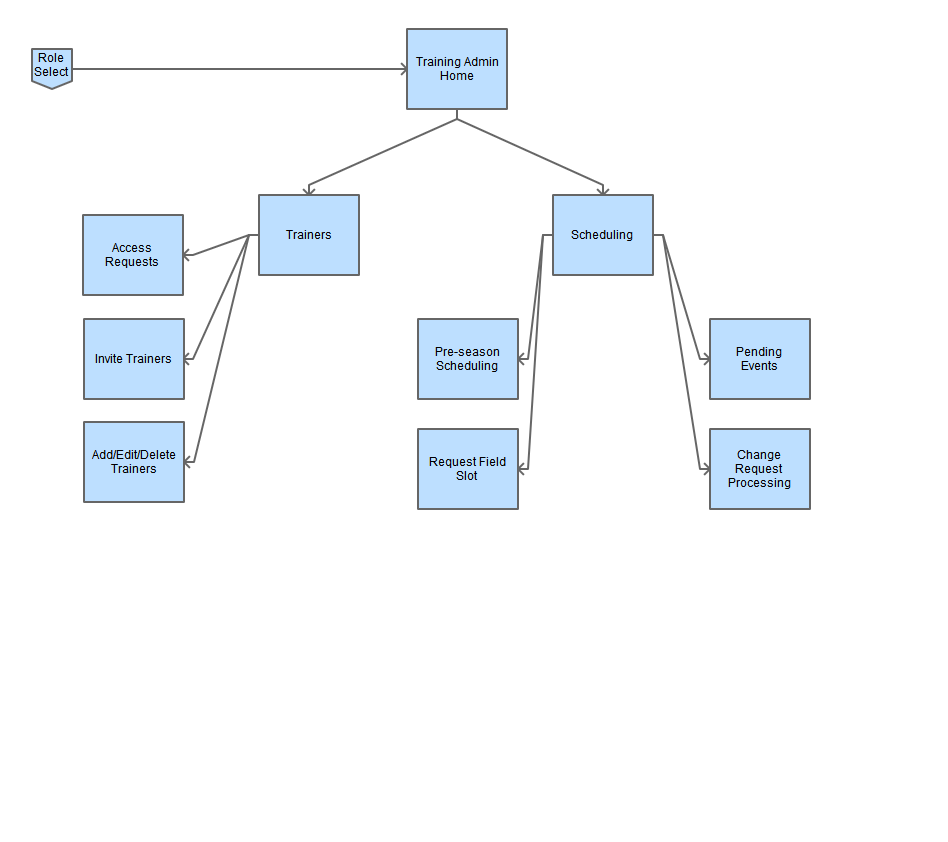 Role
Select
Training Admin
Home
Trainers
Scheduling
Access
Requests
Invite Trainers
Pre-season
Scheduling
Pending
Events
Add/Edit/Delete
Trainers
Request Field
Slot
Change
Request
Processing